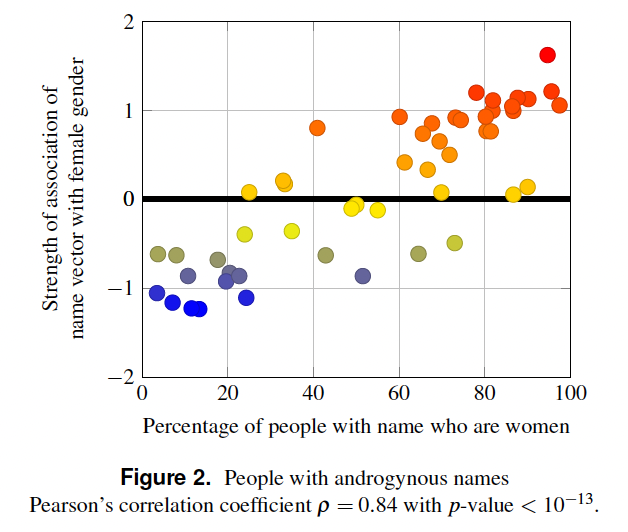 2
1
0
−1
−2
Strength of association of
name vector with female gender
0 20 40 60 80 100
Percentage of people with name who are women
Figure 2. People with androgynous names
Pearson's correlation coefficient ρ = 0.84 with p-value < 10⁻¹³.